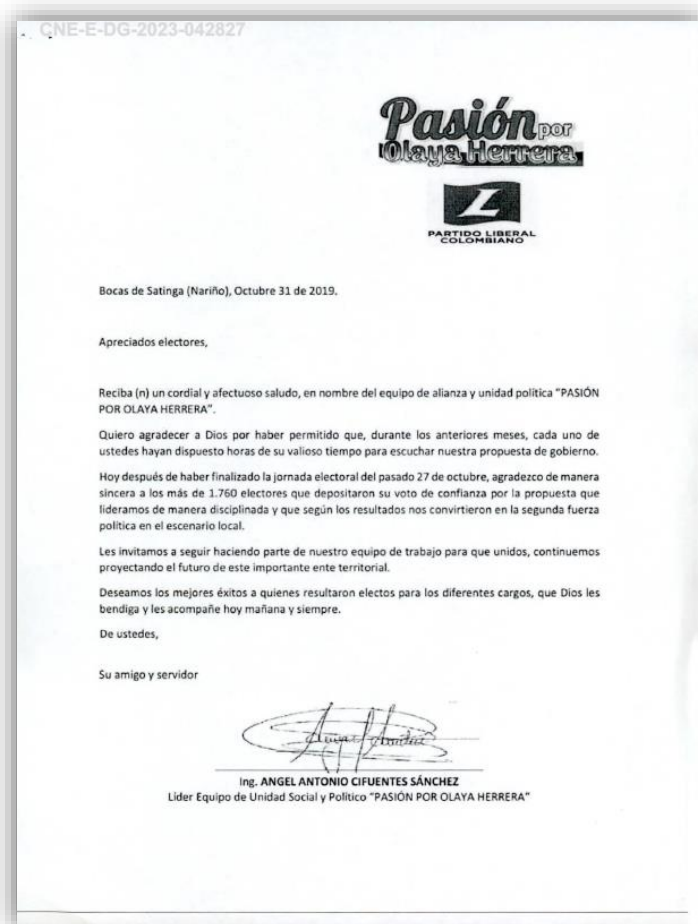 CNE-E-DG-2023-042827
Pasión por
Olaya Herrera
L
PARTIDO LIBERAL
COLOMBIANO
Bocas de Satinga (Nariño), Octubre 31 de 2019.
Apreciados electores,
Reciba (n) un cordial y afectuoso saludo, en nombre del equipo de alianza y unidad política “PASIÓN
POR OLAYA HERRERA”.
Quiero agradecer a Dios por haber permitido que, durante los anteriores meses, cada uno de
ustedes hayan dispuesto horas de su valioso tiempo para escuchar nuestra propuesta de gobierno.
Hoy después de haber finalizado la jornada electoral del pasado 27 de octubre, agradezco de manera
sincera a los más de 1.760 electores que depositaron su voto de confianza por la propuesta que
lideramos de manera disciplinada y que según los resultados nos convirtieron en la segunda fuerza
política en el escenario local.
Les invitamos a seguir haciendo parte de nuestro equipo de trabajo para que unidos, continuemos
proyectando el futuro de este importante ente territorial.
Deseamos los mejores éxitos a quienes resultaron electos para los diferentes cargos, que Dios les
bendiga y les acompañe hoy mañana y siempre.
De ustedes,
Su amigo y servidor
Ing. ANGEL ANTONIO CIFUENTES SÁNCHEZ
Líder Equipo de Unidad Social y Político “PASIÓN POR OLAYA HERRERA”